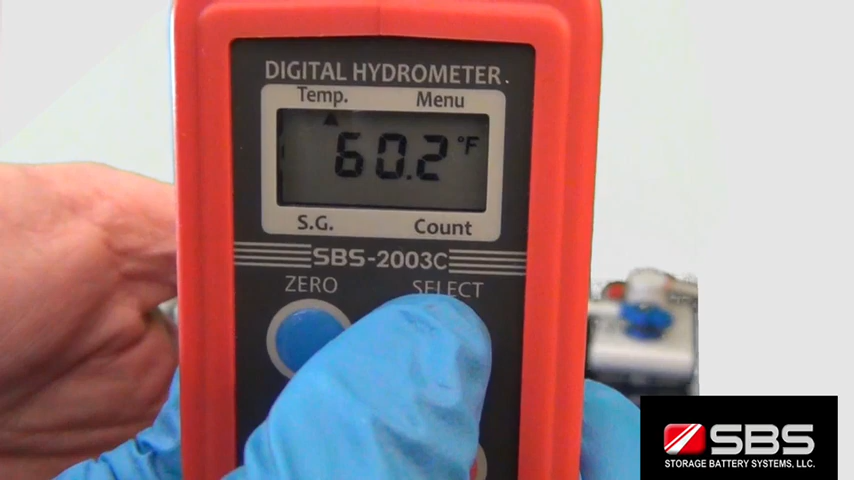 DIGITAL HYDROMETER.
Temp. Menu
60.2 °F
S.G. Count
SBS-2003C
ZERO SELECT
SBS
STORAGE BATTERY SYSTEMS, LLC.